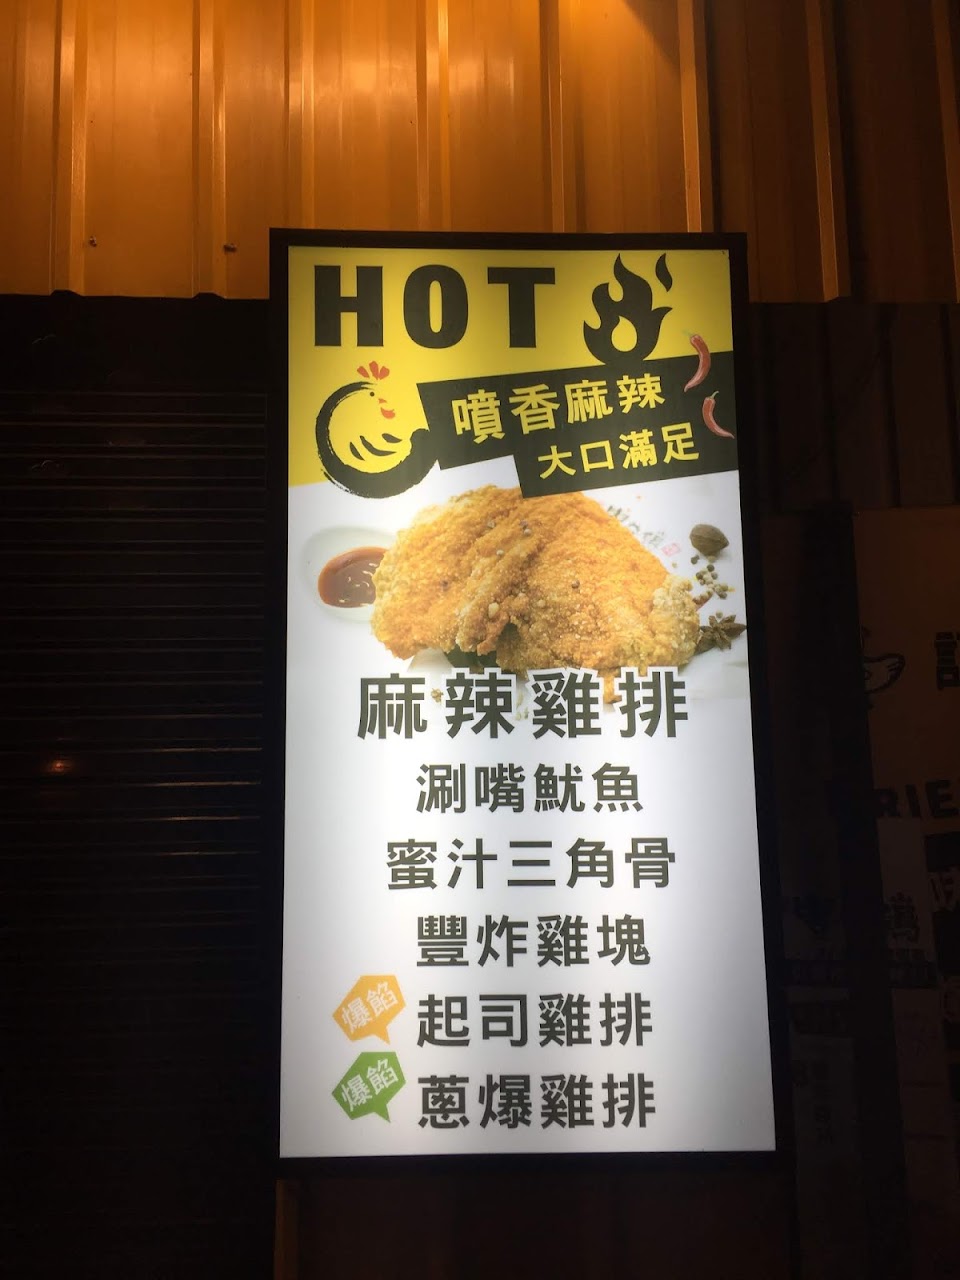 HOT
噴香麻辣
大口滿足
麻辣雞排
涮嘴魷魚
蜜汁三角骨
豐炸雞塊
爆餡
起司雞排
爆餡
蔥爆雞排